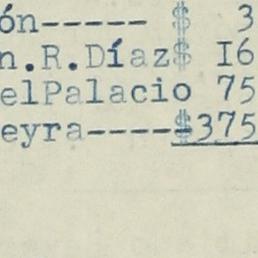 ón----- $ 3
n.R.Díaz$ I6
elPalacio 75
eyra----$375